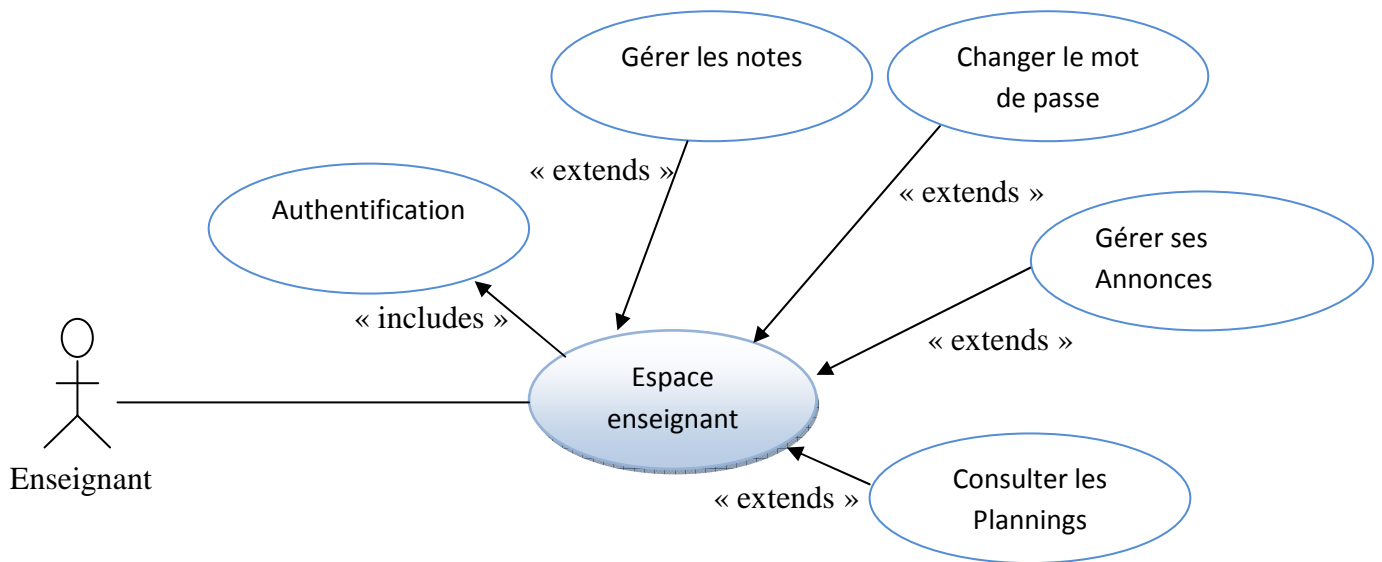 Gérer les notes
Changer le mot
de passe
« extends »
« extends »
Authentification
Gérer ses
Annonces
« includes »
« extends »
Espace
enseignant
Enseignant
Consulter les
Plannings
« extends »